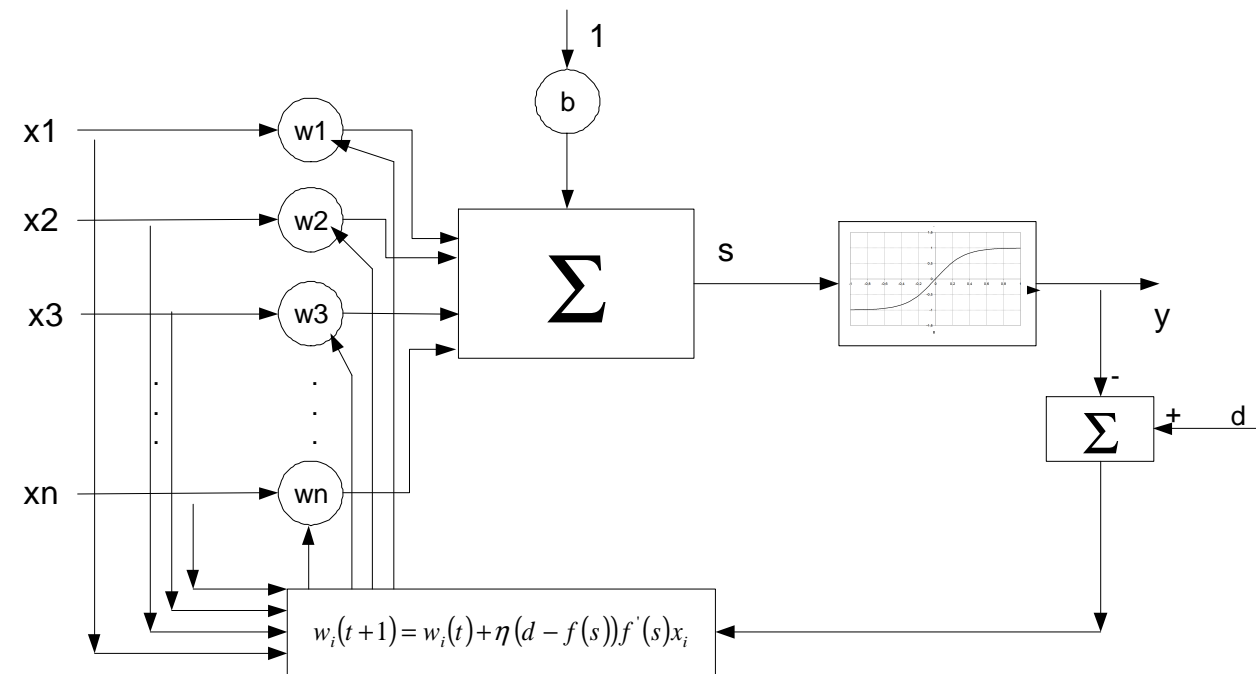 1
b
x1
w1
x2
w2
Σ
s
x3
w3
y
.
.
.
.
.
.
-
+
d
Σ
xn
wn
w_i(t+1) = w_i(t) + η(d − f(s))f'(s)x_i